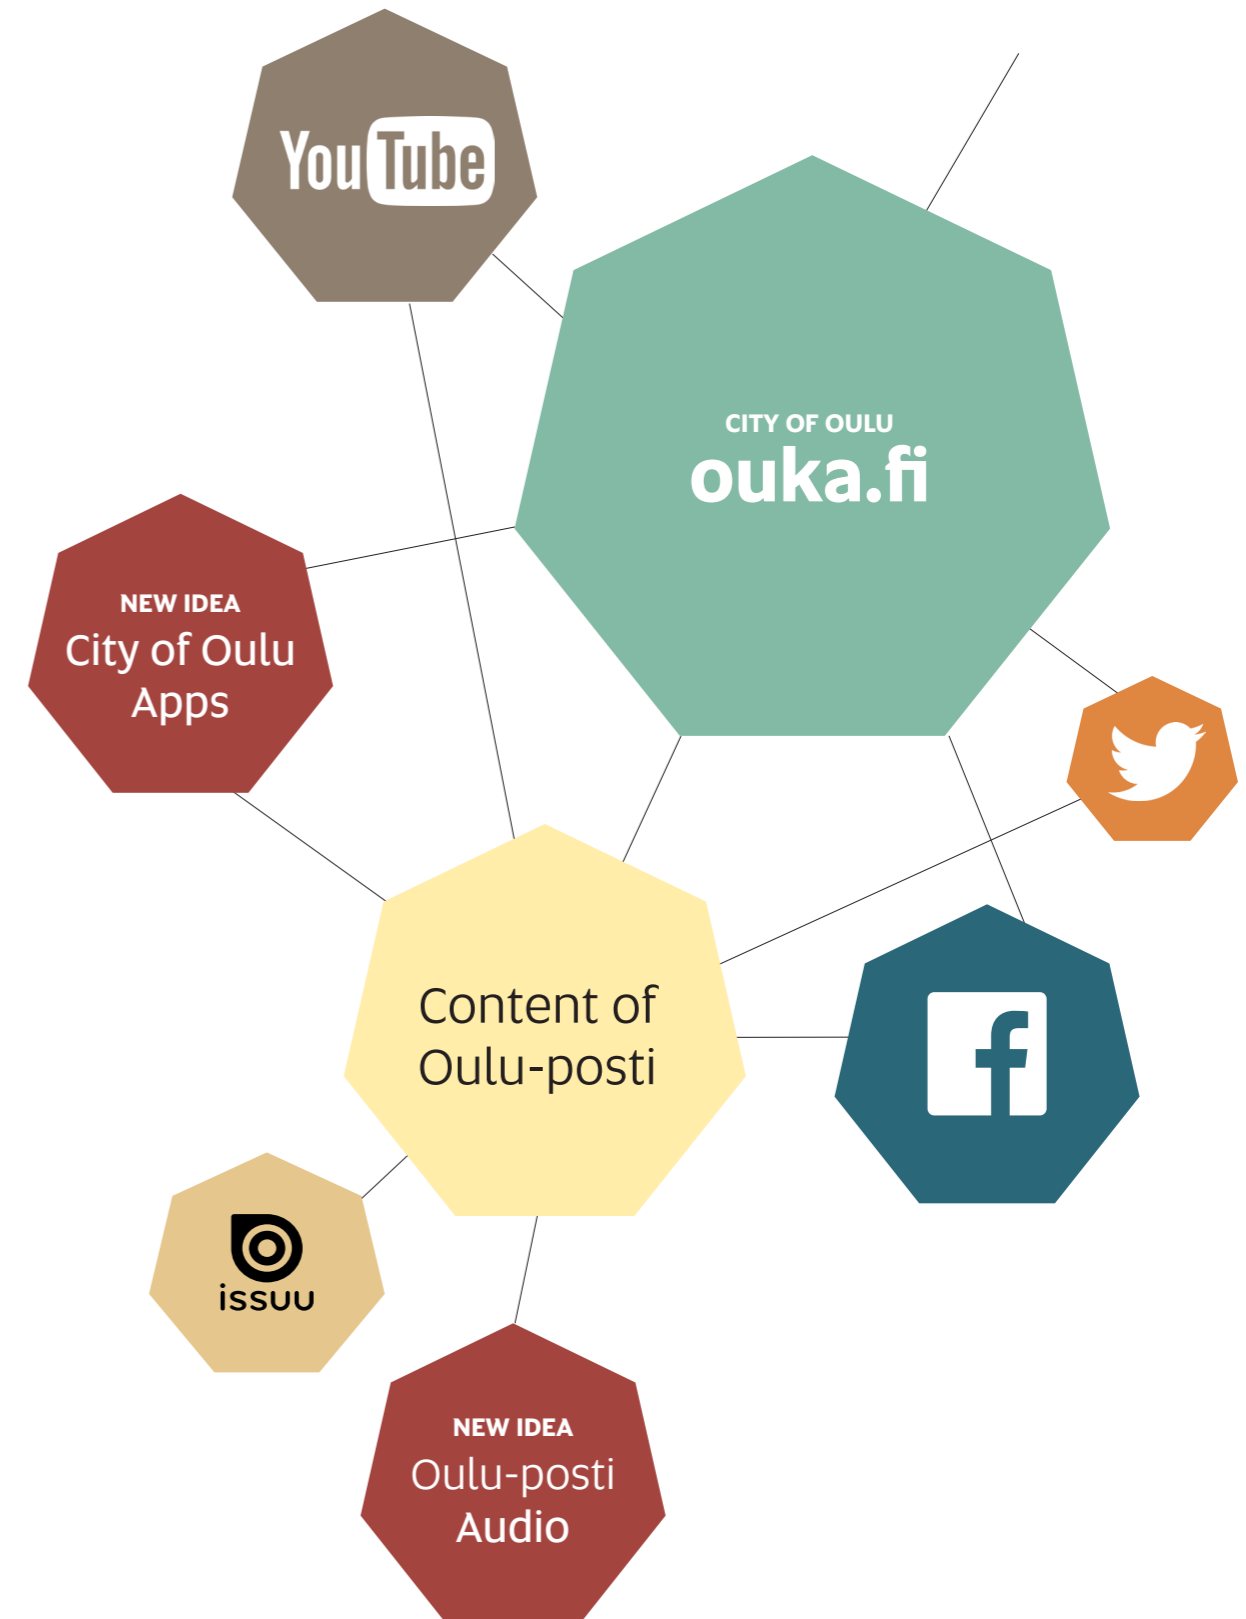 YouTube
CITY OF OULU
ouka.fi
NEW IDEA
City of Oulu
Apps
Content of
Oulu-posti
f
issuu
NEW IDEA
Oulu-posti
Audio